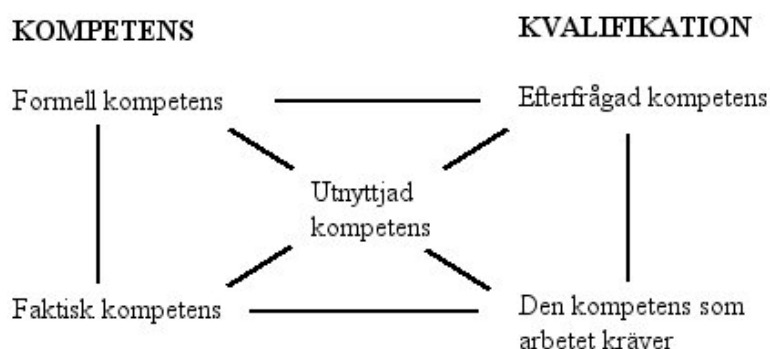 KOMPETENS
KVALIFIKATION
Formell kompetens
Efterfrågad kompetens
Utnyttjad
kompetens
Faktisk kompetens
Den kompetens som
arbetet kräver